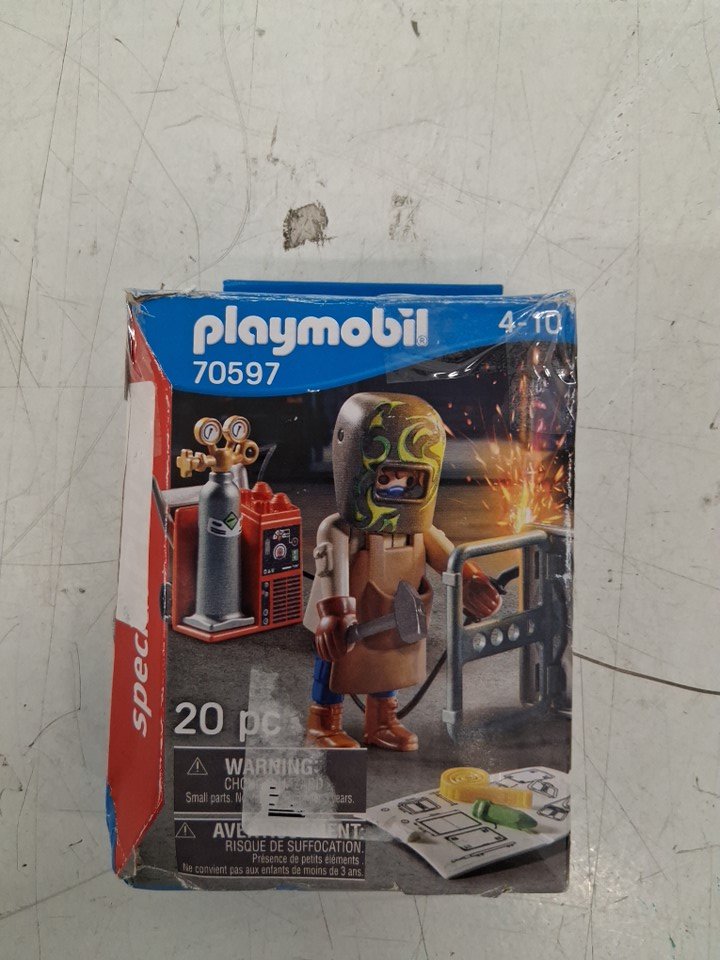 playmobil
4-10
70597
spec
20 pc
WARNING:
Small parts.
RISQUE DE SUFFOCATION.
Présence de petits éléments.
Ne convient pas aux enfants de moins de 3 ans.